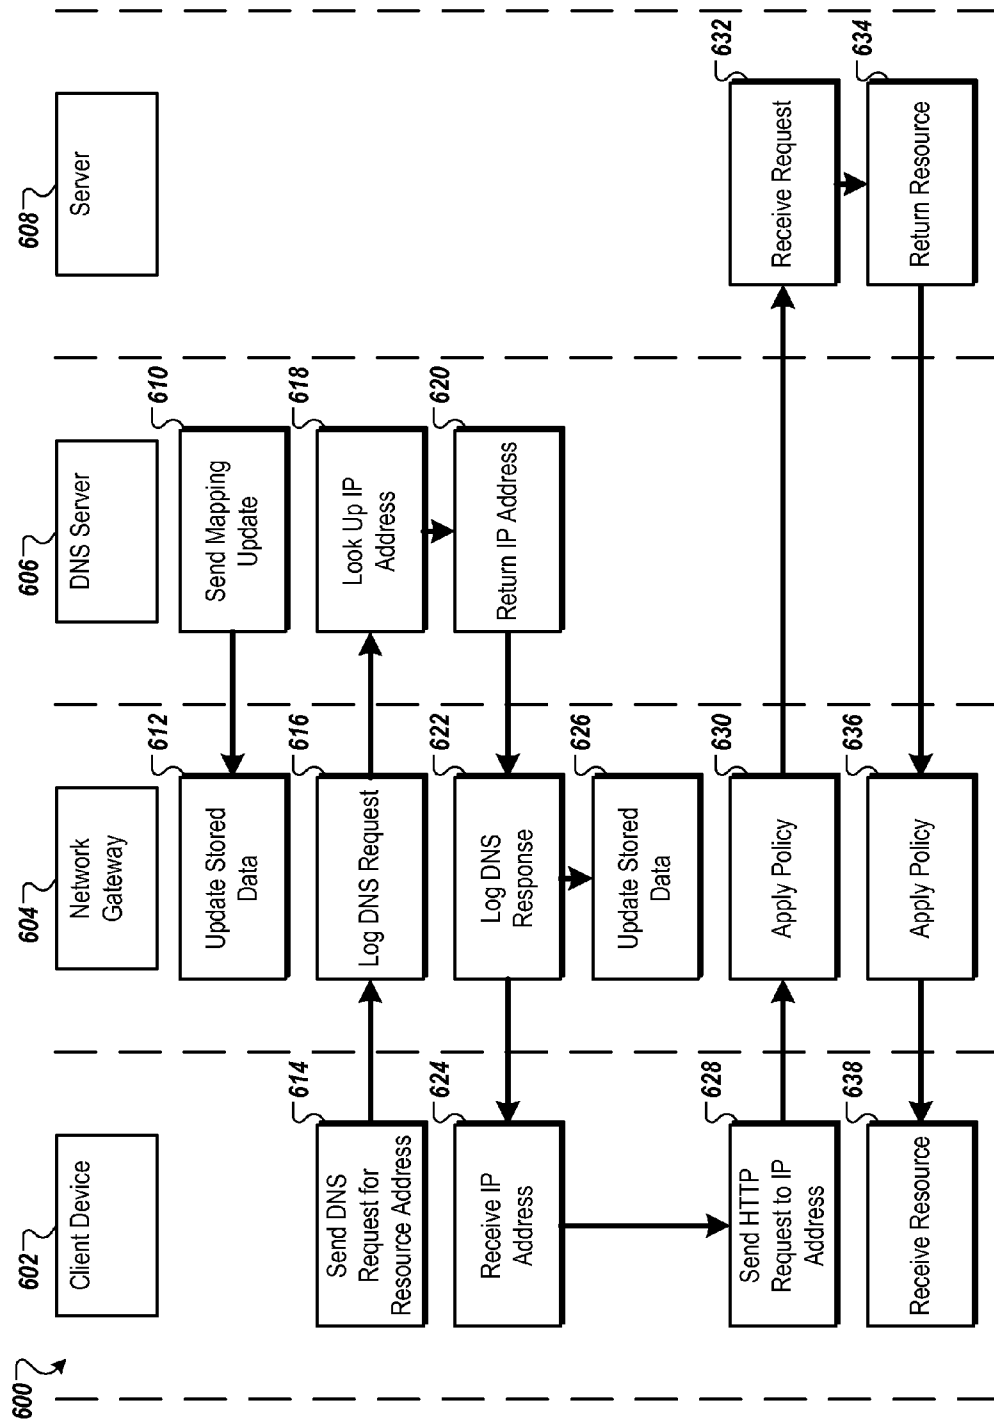 600
602
Client Device
604
Network
Gateway
606
DNS Server
608
Server
610
Send Mapping
Update
612
Update Stored
Data
614
Send DNS
Request for
Resource Address
616
Log DNS Request
618
Look Up IP
Address
620
Return IP Address
622
Log DNS
Response
624
Receive IP
Address
626
Update Stored
Data
628
Send HTTP
Request to IP
Address
630
Apply Policy
632
Receive Request
634
Return Resource
636
Apply Policy
638
Receive Resource